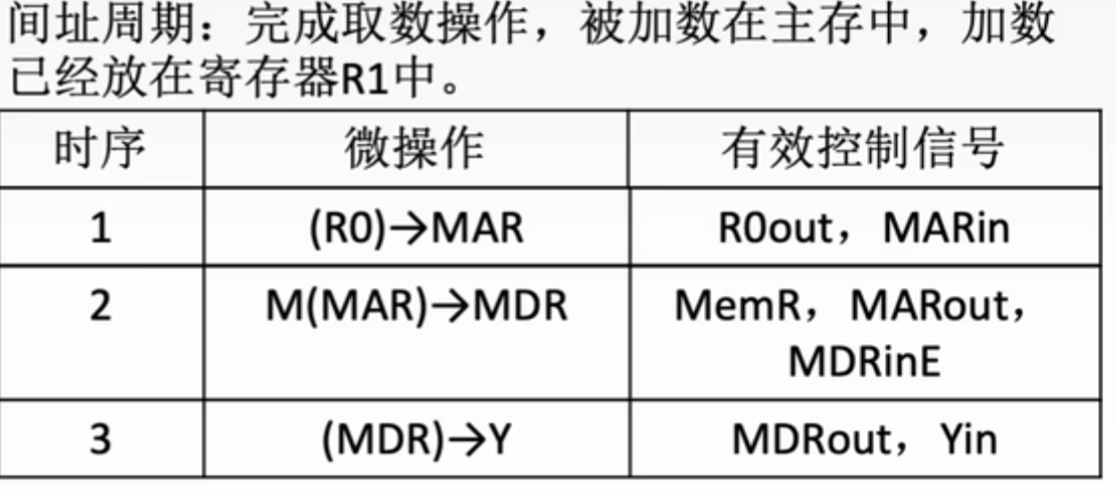 间址周期：完成取数操作，被加数在主存中，加数
已经放在寄存器R1中。
时序 微操作 有效控制信号
1 (R0)→MAR R0out，MARin
2 M(MAR)→MDR MemR，MARout，
MDRinE
3 (MDR)→Y MDRout，Yin